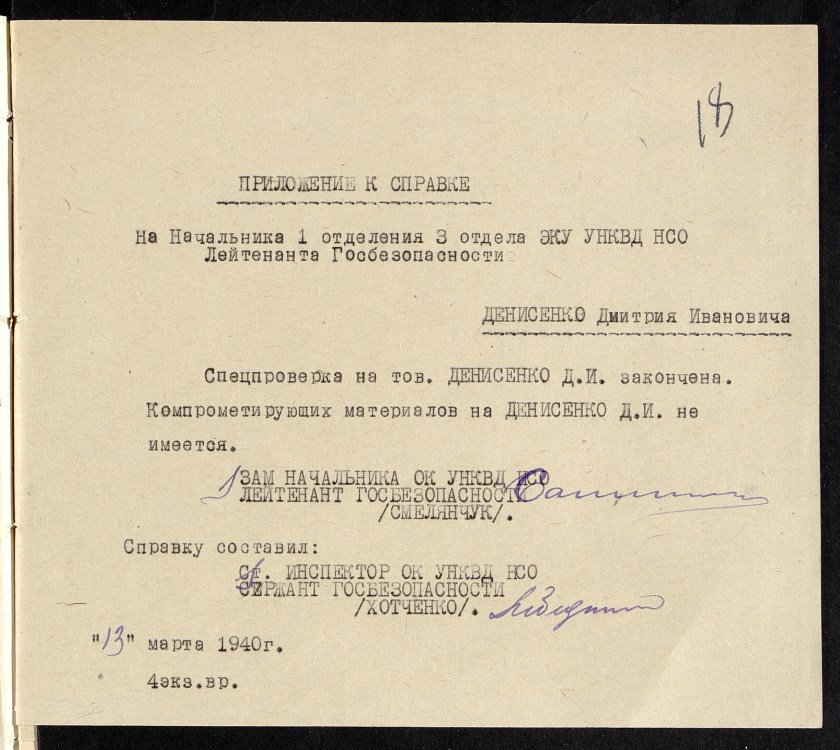 18
ПРИЛОЖЕНИЕ К СПРАВКЕ
На Начальника 1 отделения 3 отдела ЭКУ УНКВД НСО
Лейтенанта Госбезопасности
ДЕНИСЕНКО Дмитрия Ивановича
Спецпроверка на тов. ДЕНИСЕНКО Д.И. закончена.
Компрометирующих материалов на ДЕНИСЕНКО Д.И. не
имеется.
ЗАМ НАЧАЛЬНИКА ОК УНКВД НСО
ЛЕЙТЕНАНТ ГОСБЕЗОПАСНОСТИ
/СМЕЛЯНЧУК/.
Справку составил:
Ст. ИНСПЕКТОР ОК УНКВД НСО
СЕРЖАНТ ГОСБЕЗОПАСНОСТИ
/ХОТЧЕНКО/.
"13" марта 1940г.
4экз.вр.